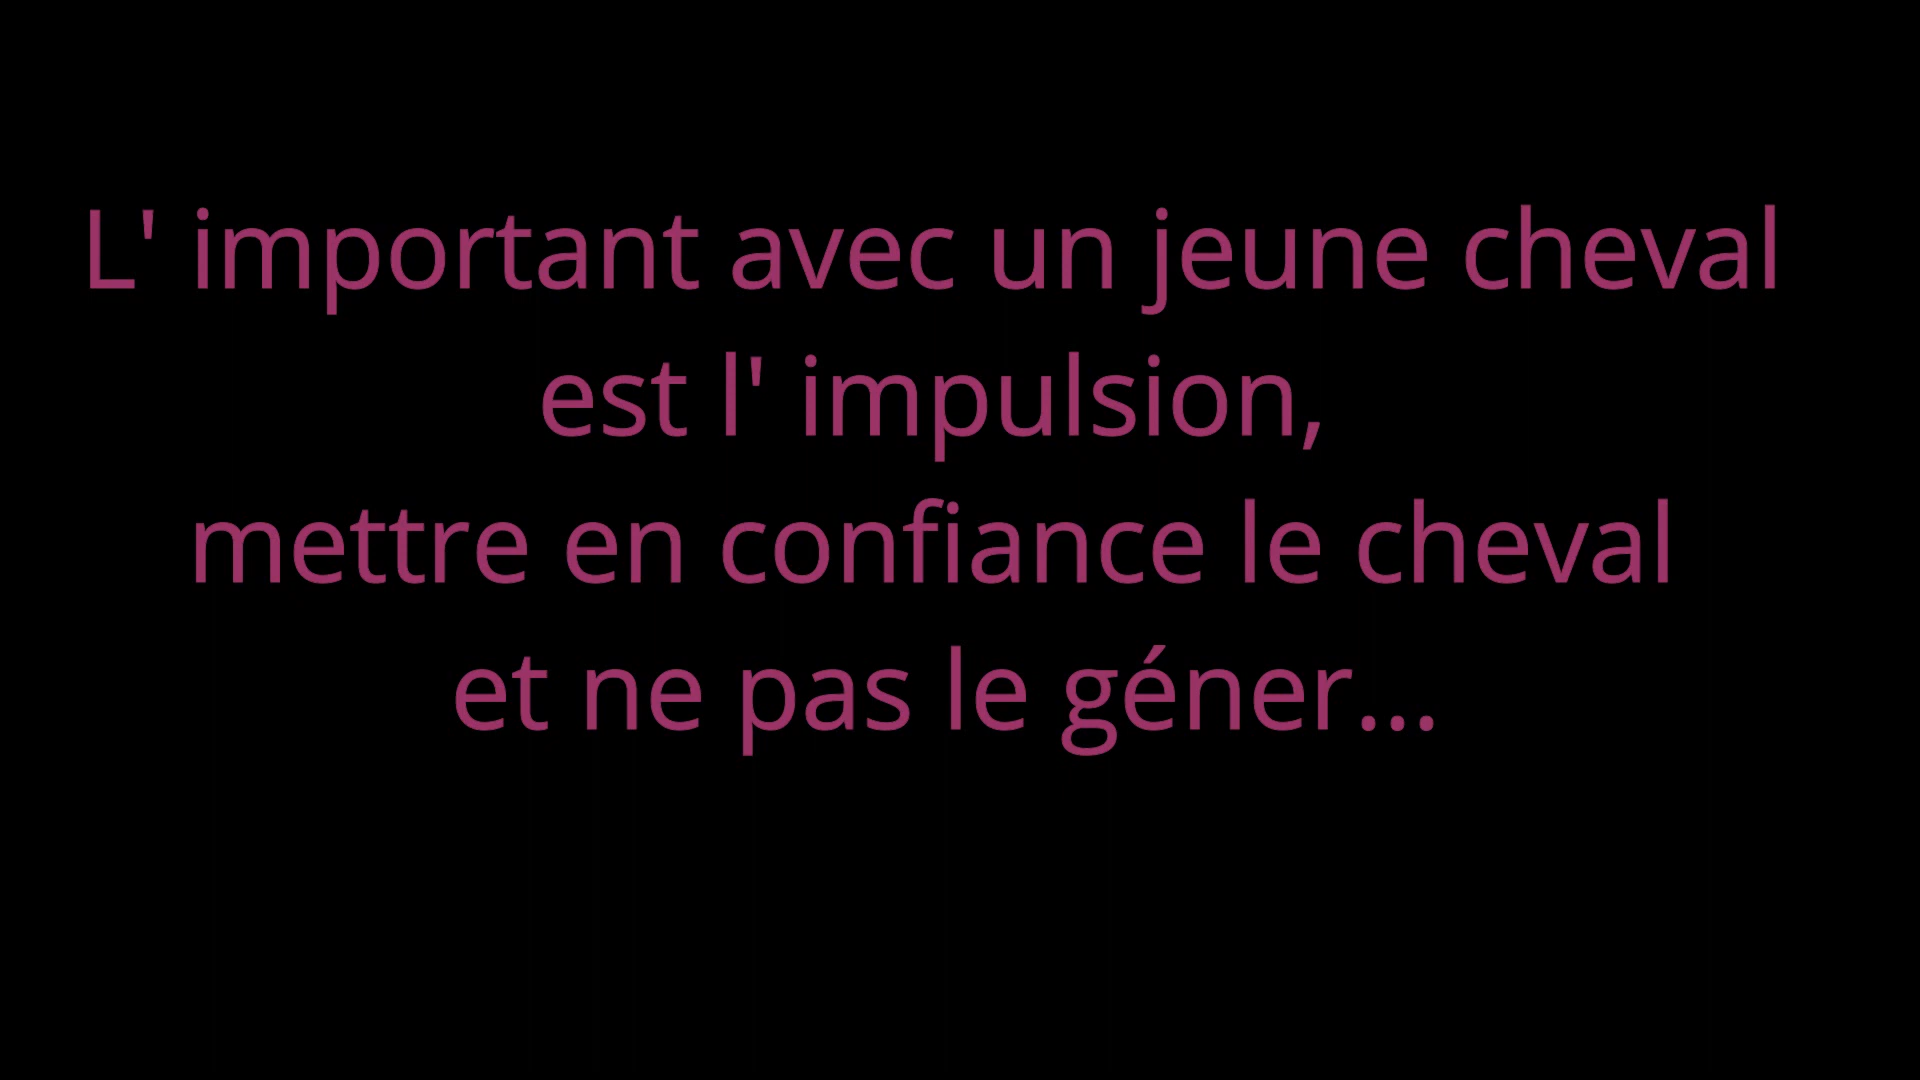 L' important avec un jeune cheval
est l' impulsion,
mettre en confiance le cheval
et ne pas le géner...